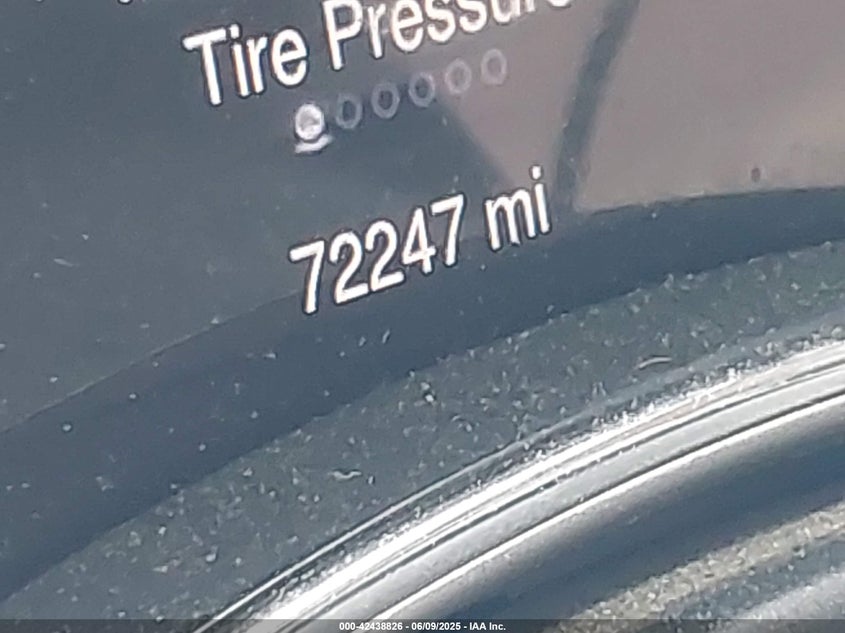 Tire Pressure
72247 mi
000-42438826 - 06/09/2025 - IAA Inc.